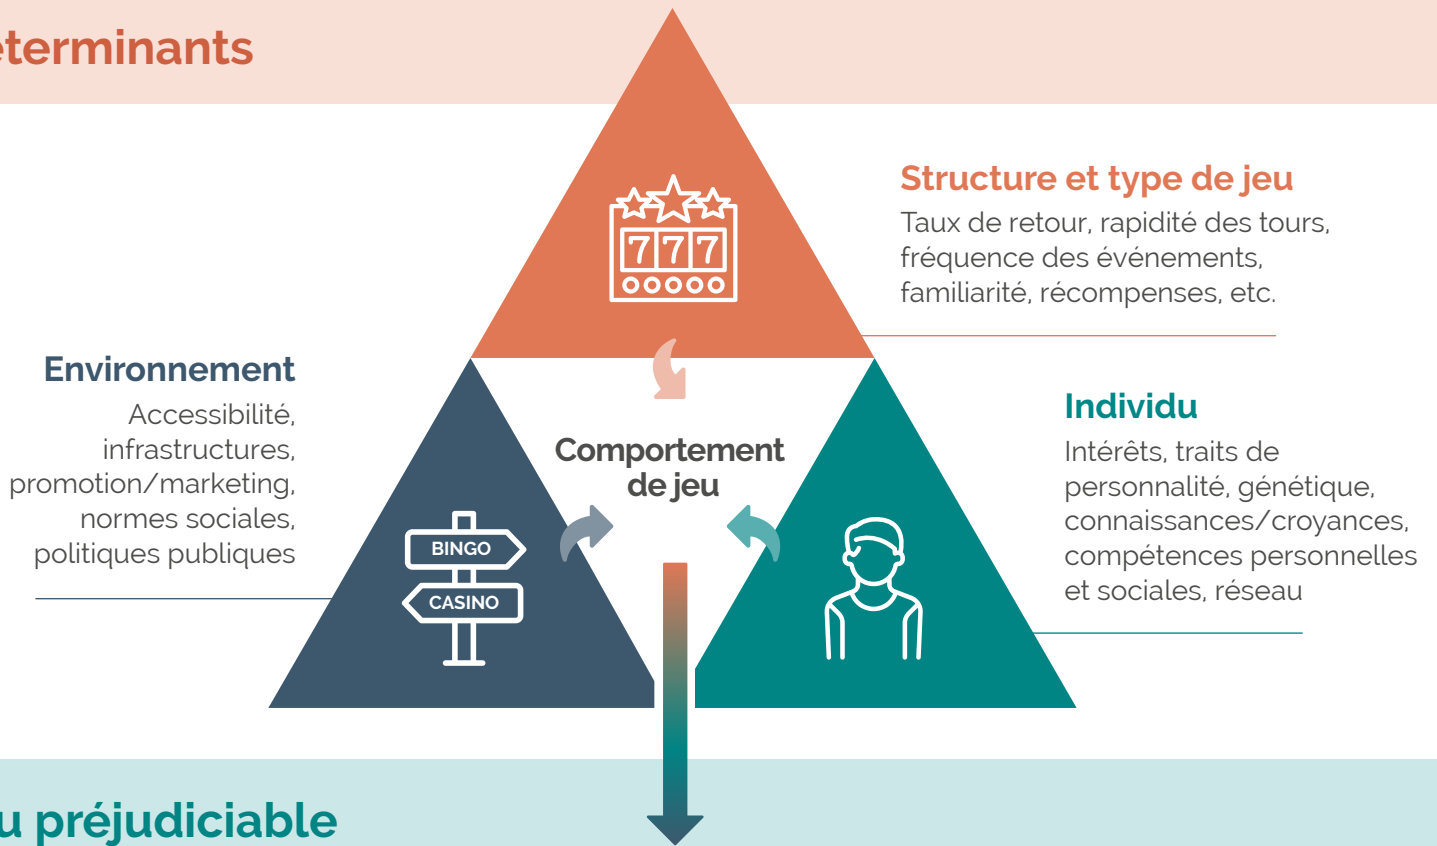 éterminants
777
Structure et type de jeu
Taux de retour, rapidité des tours,
fréquence des événements,
familiarité, récompenses, etc.
Environnement
Accessibilité,
infrastructures,
promotion/marketing,
normes sociales,
politiques publiques
Comportement
de jeu
Individu
Intérêts, traits de
personnalité, génétique,
connaissances/croyances,
compétences personnelles
et sociales, réseau
BINGO
CASINO
u préjudiciable